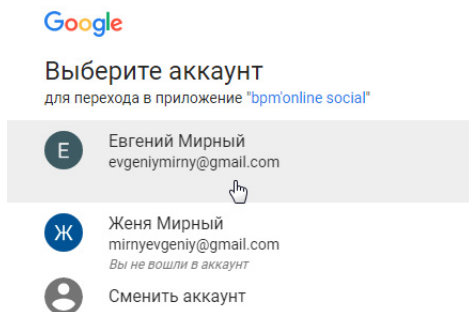 Google
Выберите аккаунт
для перехода в приложение "bpm'online social"
Е
Евгений Мирный
evgeniymirny@gmail.com
Ж
Женя Мирный
mirnyevgeniy@gmail.com
Вы не вошли в аккаунт
Сменить аккаунт